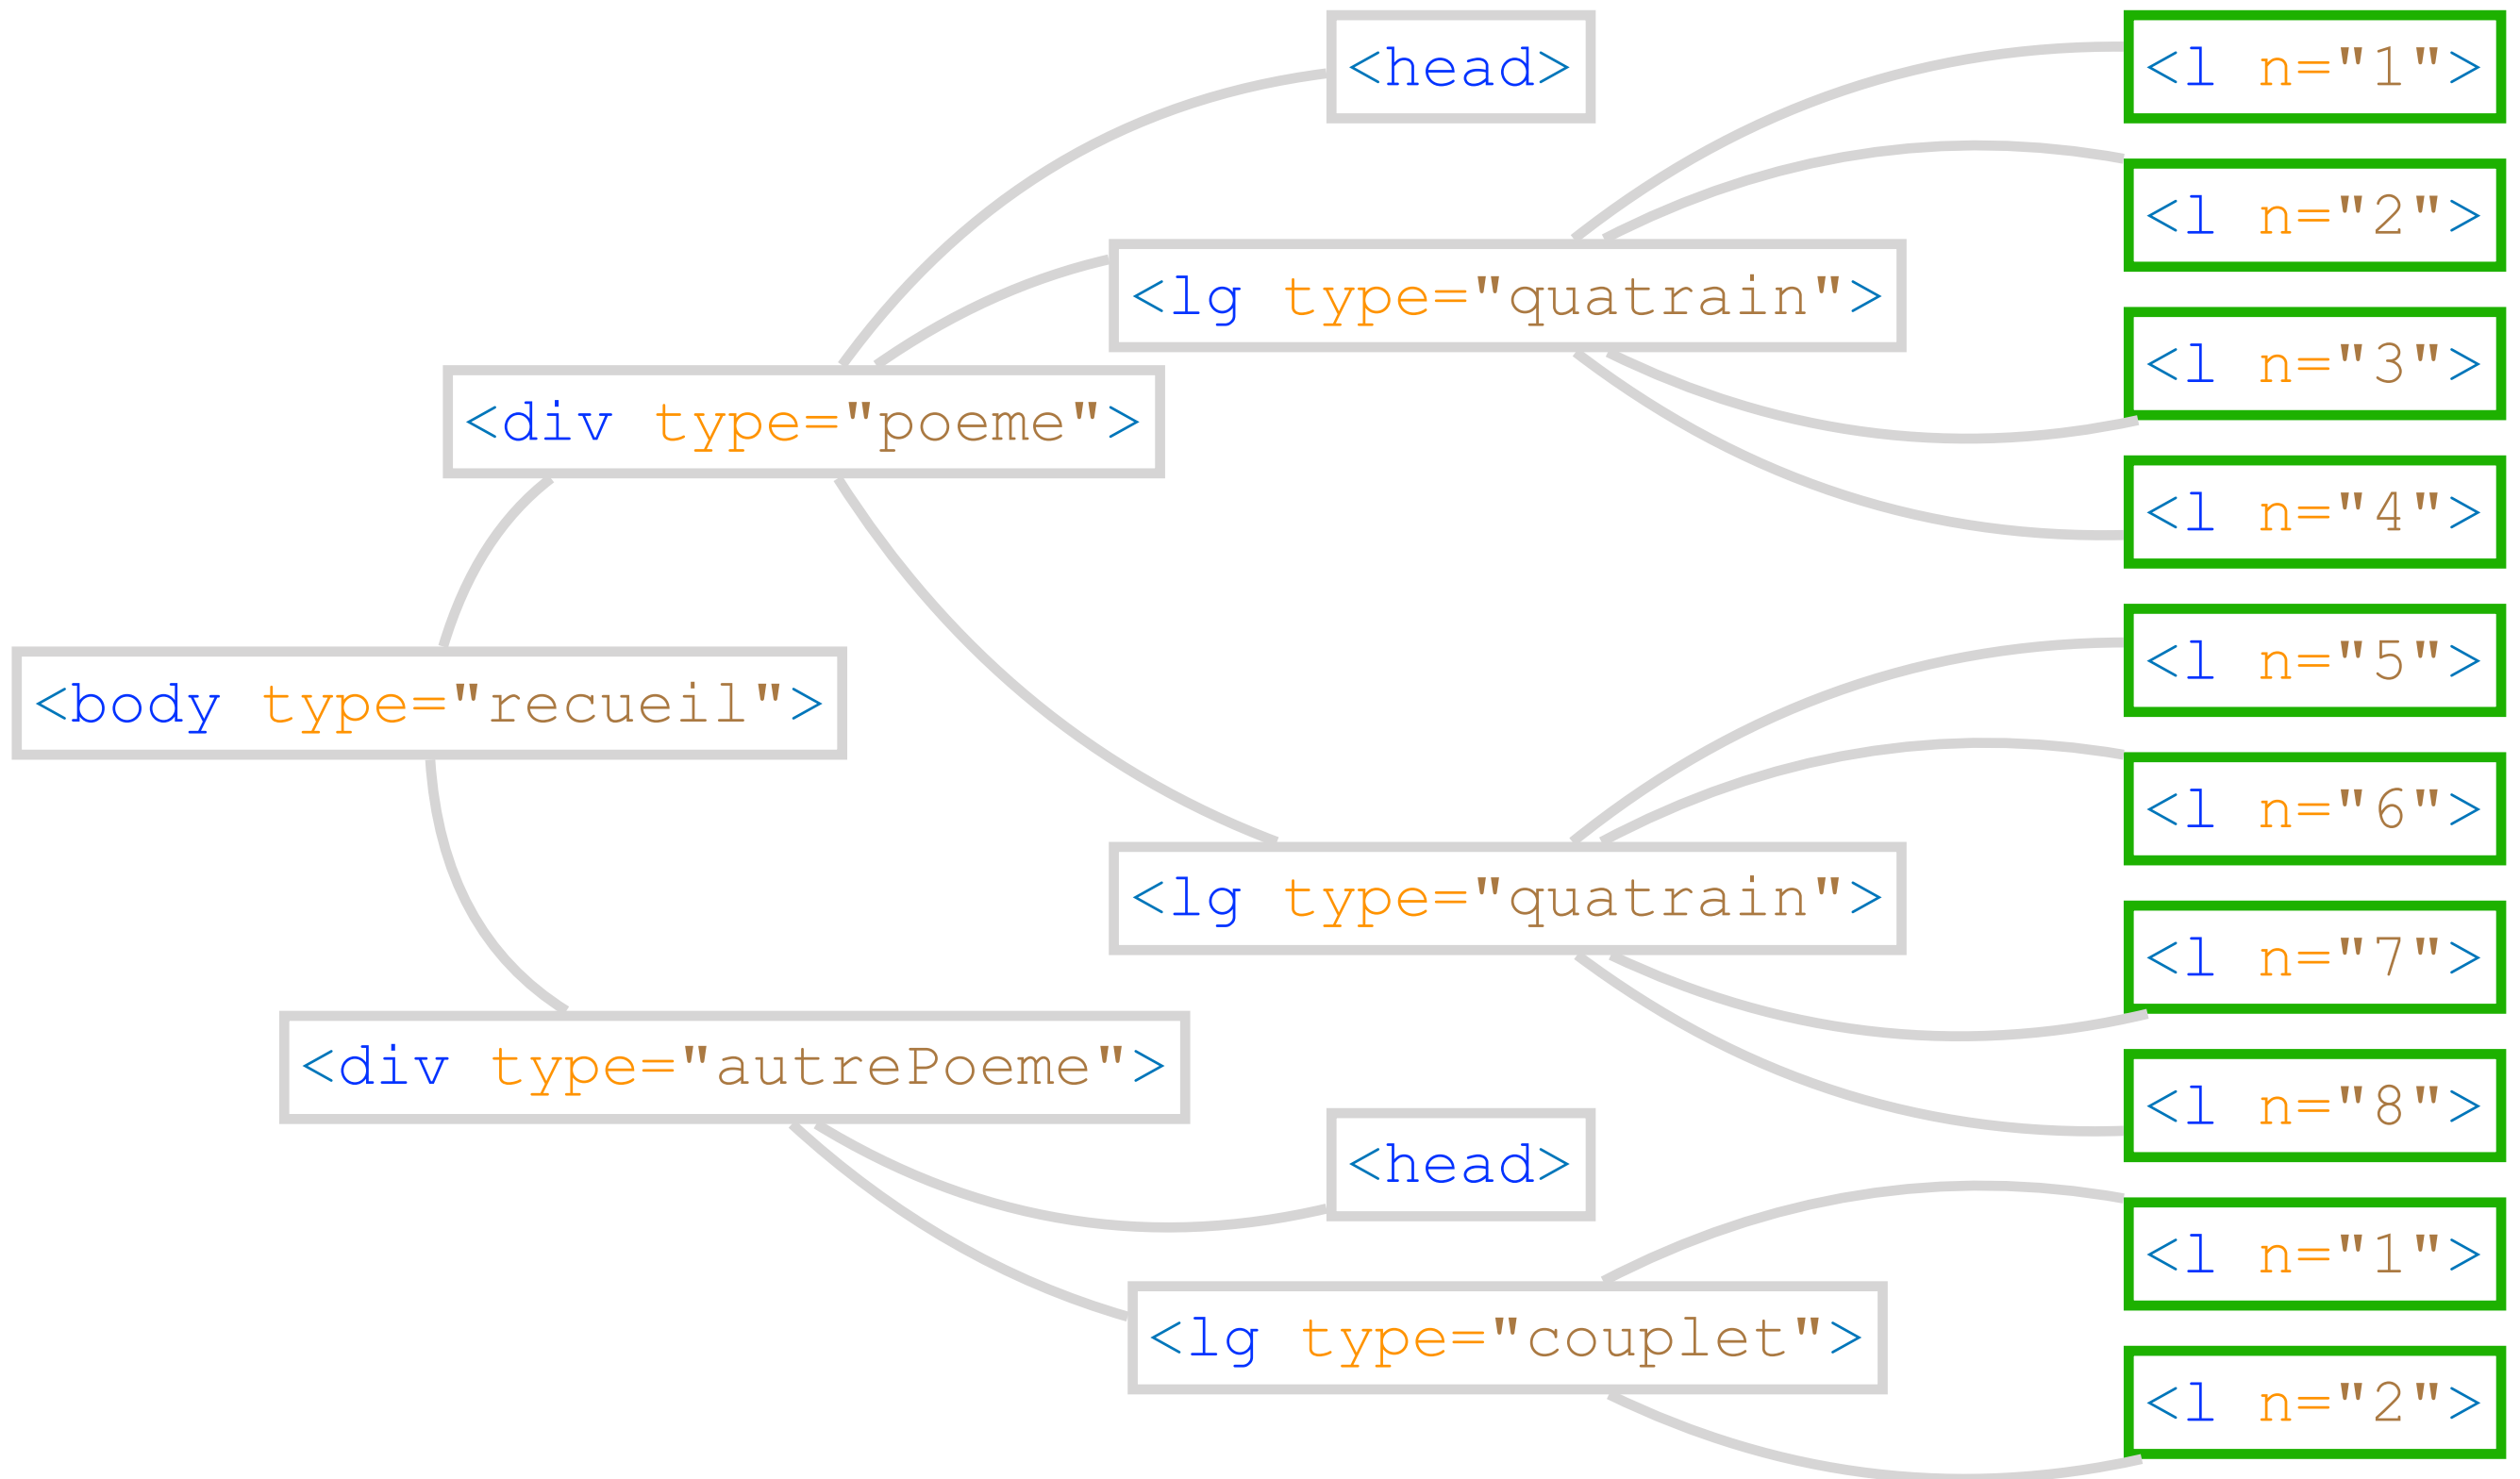 <head>
<l n="1">
<l n="2">
<lg type="quatrain">
<l n="3">
<div type="poeme">
<l n="4">
<l n="5">
<body type="recueil">
<l n="6">
<lg type="quatrain">
<l n="7">
<div type="autrePoeme">
<l n="8">
<head>
<l n="1">
<lg type="couplet">
<l n="2">